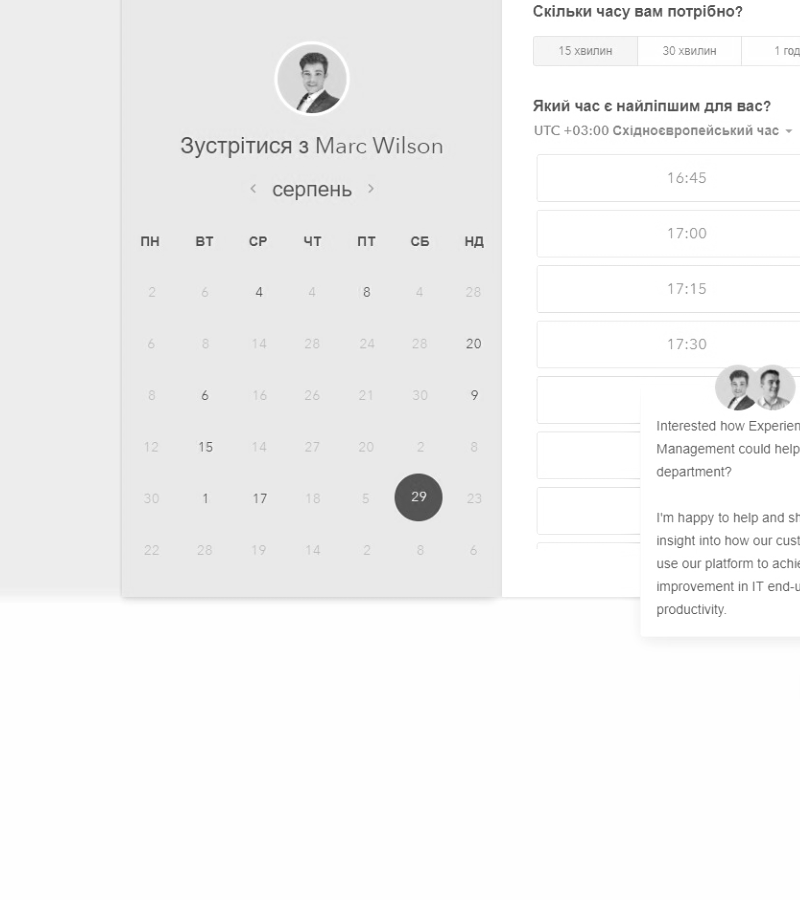 Зустрітися з Marc Wilson
серпень
ПН ВТ СР ЧТ ПТ СБ НД
2 6 4 4 8 4 28
6 8 14 28 24 28 20
8 6 16 26 21 30 9
12 15 14 27 20 2 8
30 1 17 18 5 29 23
22 28 19 14 2 8 6
Скільки часу вам потрібно?
15 хвилин 30 хвилин 1 год
Який час є найліпшим для вас?
UTC +03:00 Східноєвропейський час
16:45
17:00
17:15
17:30
Interested how Experien
Management could help
department?
I'm happy to help and sh
insight into how our cust
use our platform to achie
improvement in IT end-u
productivity.